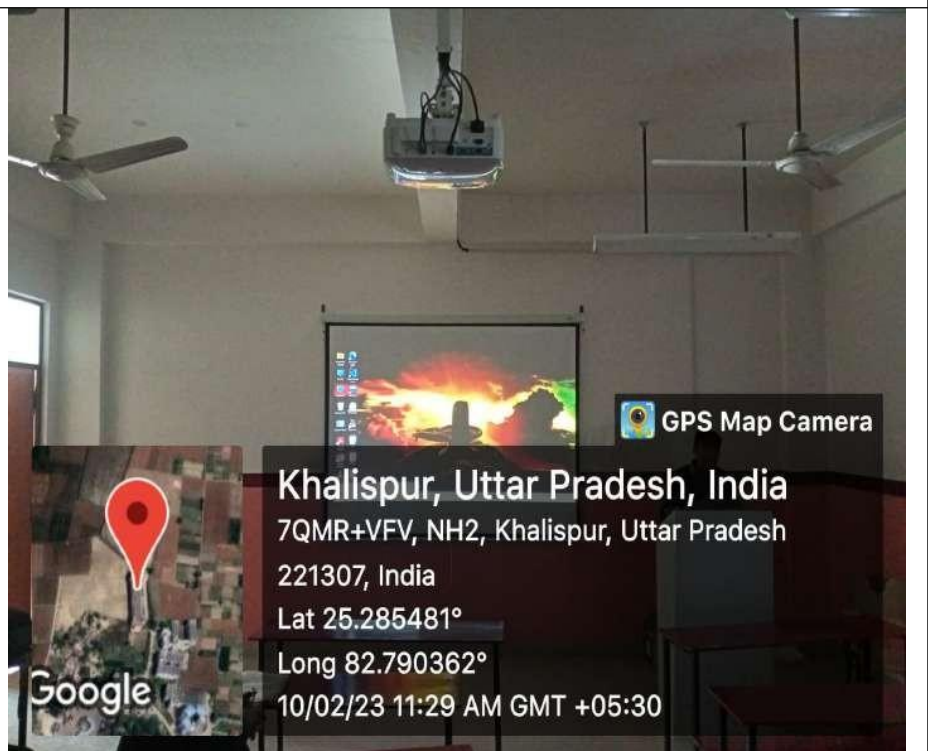 GPS Map Camera
Khalispur, Uttar Pradesh, India
7QMR+VFV, NH2, Khalispur, Uttar Pradesh
221307, India
Lat 25.285481°
Long 82.790362°
10/02/23 11:29 AM GMT +05:30
Google